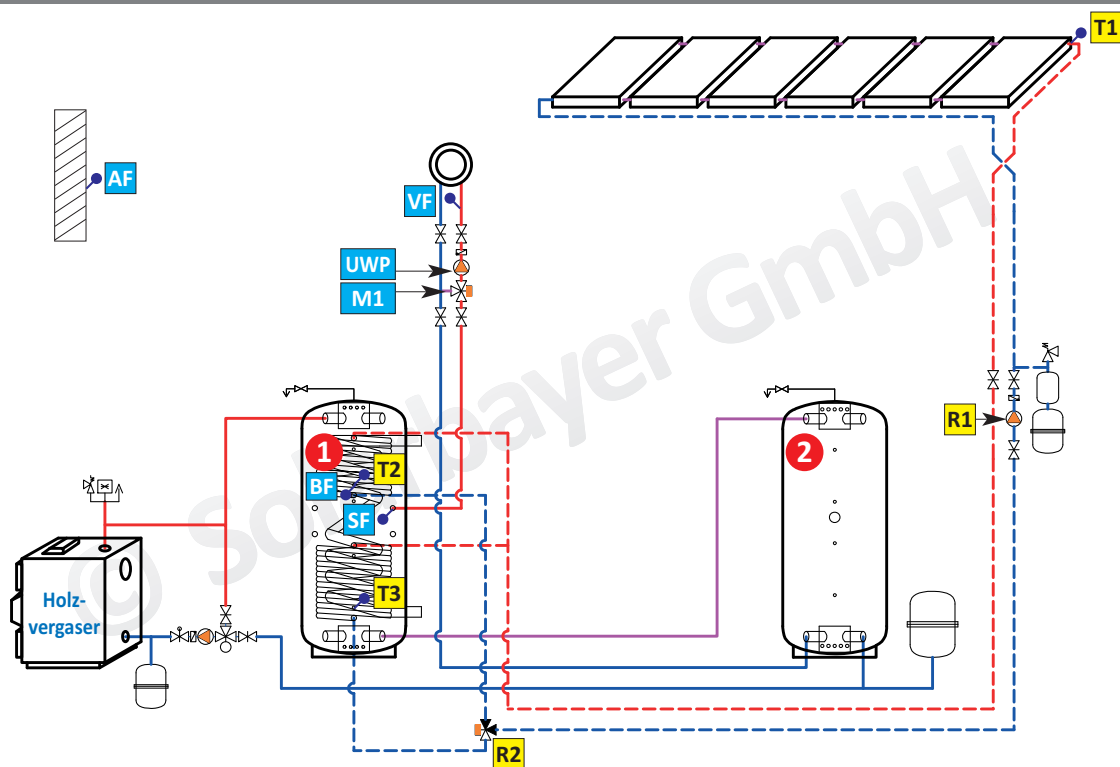 T1
AF
VF
UWP
M1
R1
1
2
T2
BF
SF
T3
Holz-
vergaser
R2
© Solarbayer GmbH